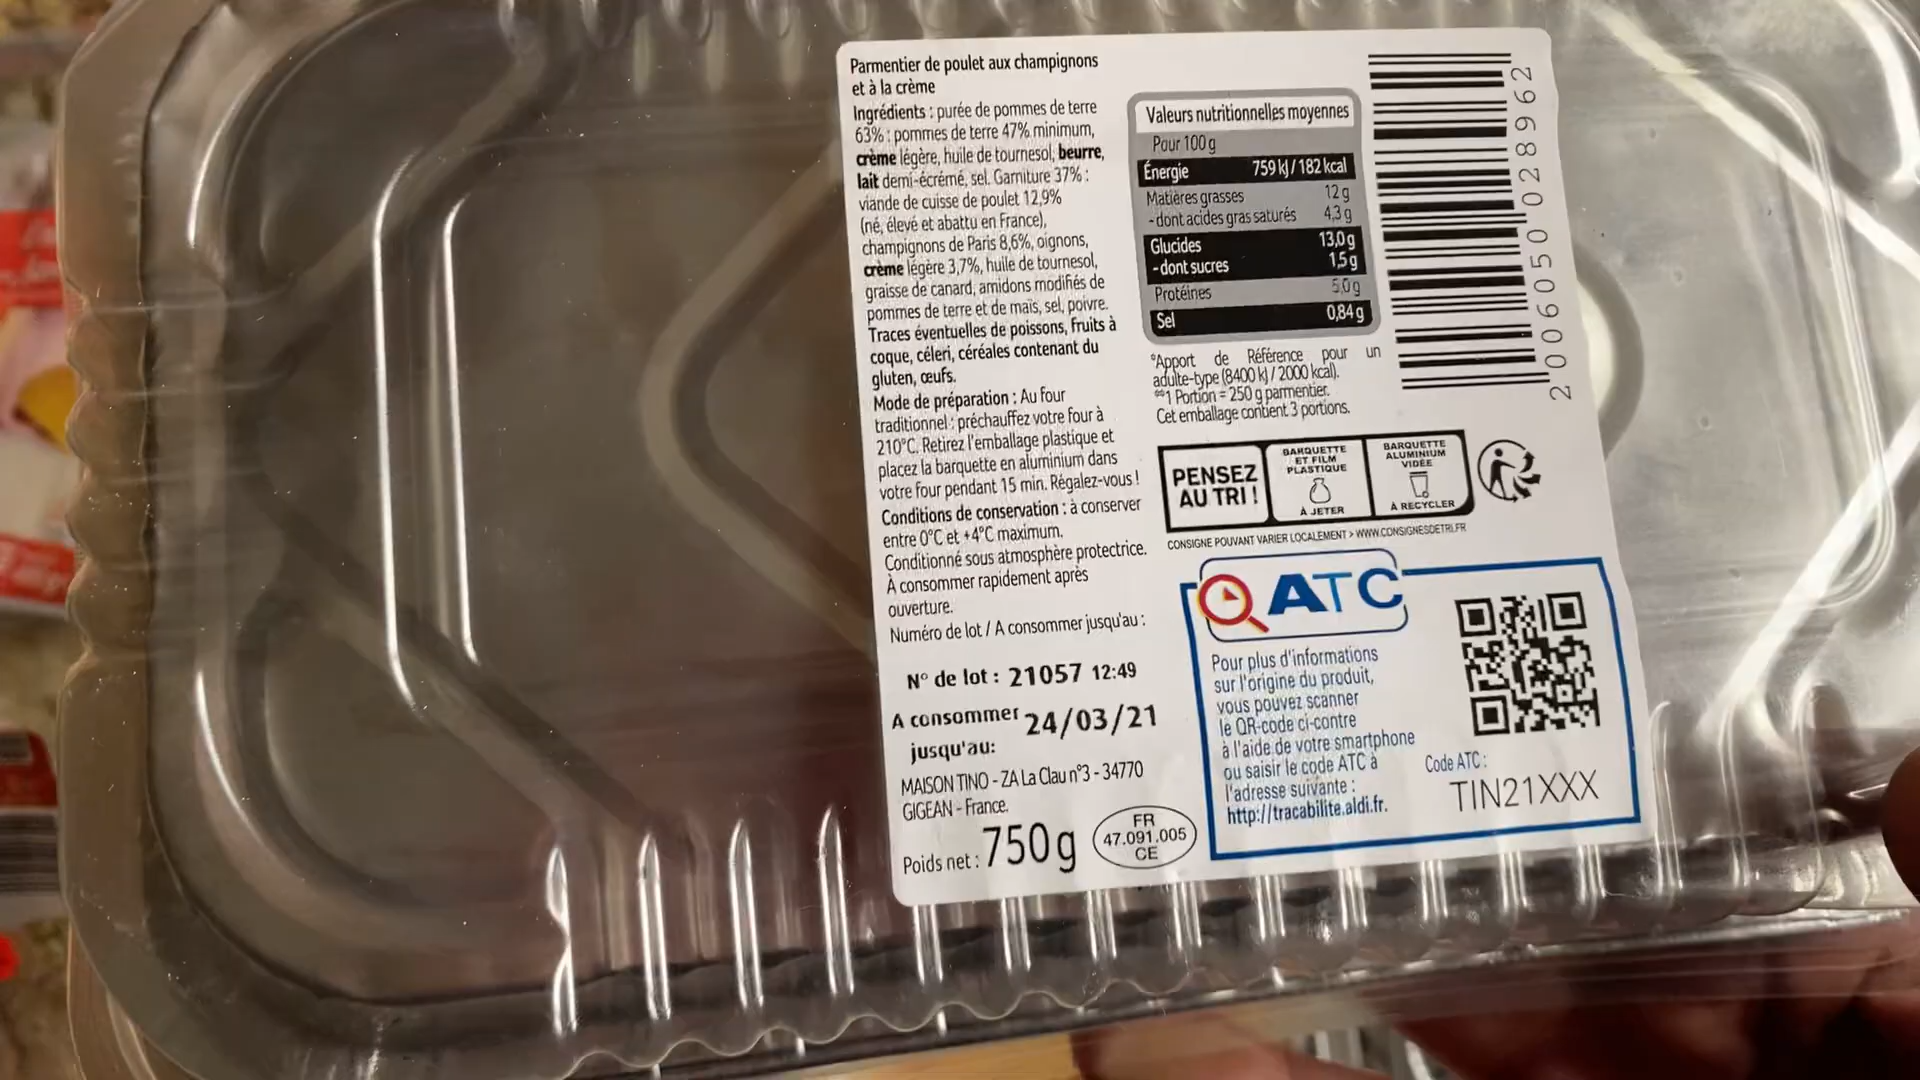 Parmentier de poulet aux champignons
et à la crème
Ingrédients : purée de pommes de terre
63% : pommes de terre 47% minimum,
crème légère, huile de tournesol, beurre,
lait demi-écrémé, sel. Garniture 37% :
viande de cuisse de poulet 12,9%
(né, élevé et abattu en France),
champignons de Paris 8,6%, oignons,
crème légère 3,7%, huile de tournesol,
graisse de canard, amidons modifiés de
pommes de terre et de maïs, sel, poivre.
Traces éventuelles de poissons, fruits à
coque, céleri, céréales contenant du
gluten, œufs.
Mode de préparation : Au four
traditionnel : préchauffez votre four à
210°C. Retirez l'emballage plastique et
placez la barquette en aluminium dans
votre four pendant 15 min. Régalez-vous !
Conditions de conservation : à conserver
entre 0°C et +4°C maximum.
Conditionné sous atmosphère protectrice.
À consommer rapidement après
ouverture.
Numéro de lot / A consommer jusqu'au :
N° de lot : 21057 12:49
A consommer 24/03/21
jusqu'au:
MAISON TINO - ZA La Clau n°3 - 34770
GIGEAN - France.
Poids net : 750g
FR
47.091.005
CE
Valeurs nutritionnelles moyennes
Pour 100 g
Énergie 759 kJ / 182 kcal
Matières grasses 12 g
- dont acides gras saturés 4,3 g
Glucides 13,0 g
- dont sucres 1,5 g
Protéines 5,0 g
Sel 0,84 g
*Apport de Référence pour un
adulte-type (8400 kJ / 2000 kcal).
**1 Portion = 250 g parmentier.
Cet emballage contient 3 portions.
2006050028962
PENSEZ
AU TRI !
BARQUETTE
ET FILM
PLASTIQUE
À JETER
BARQUETTE
ALUMINIUM
VIDÉE
À RECYCLER
CONSIGNE POUVANT VARIER LOCALEMENT > WWW.CONSIGNESDETRI.FR
ATC
Pour plus d'informations
sur l'origine du produit,
vous pouvez scanner
le QR-code ci-contre
à l'aide de votre smartphone
ou saisir le code ATC à
l'adresse suivante :
http://tracabilite.aldi.fr.
Code ATC :
TIN21XXX